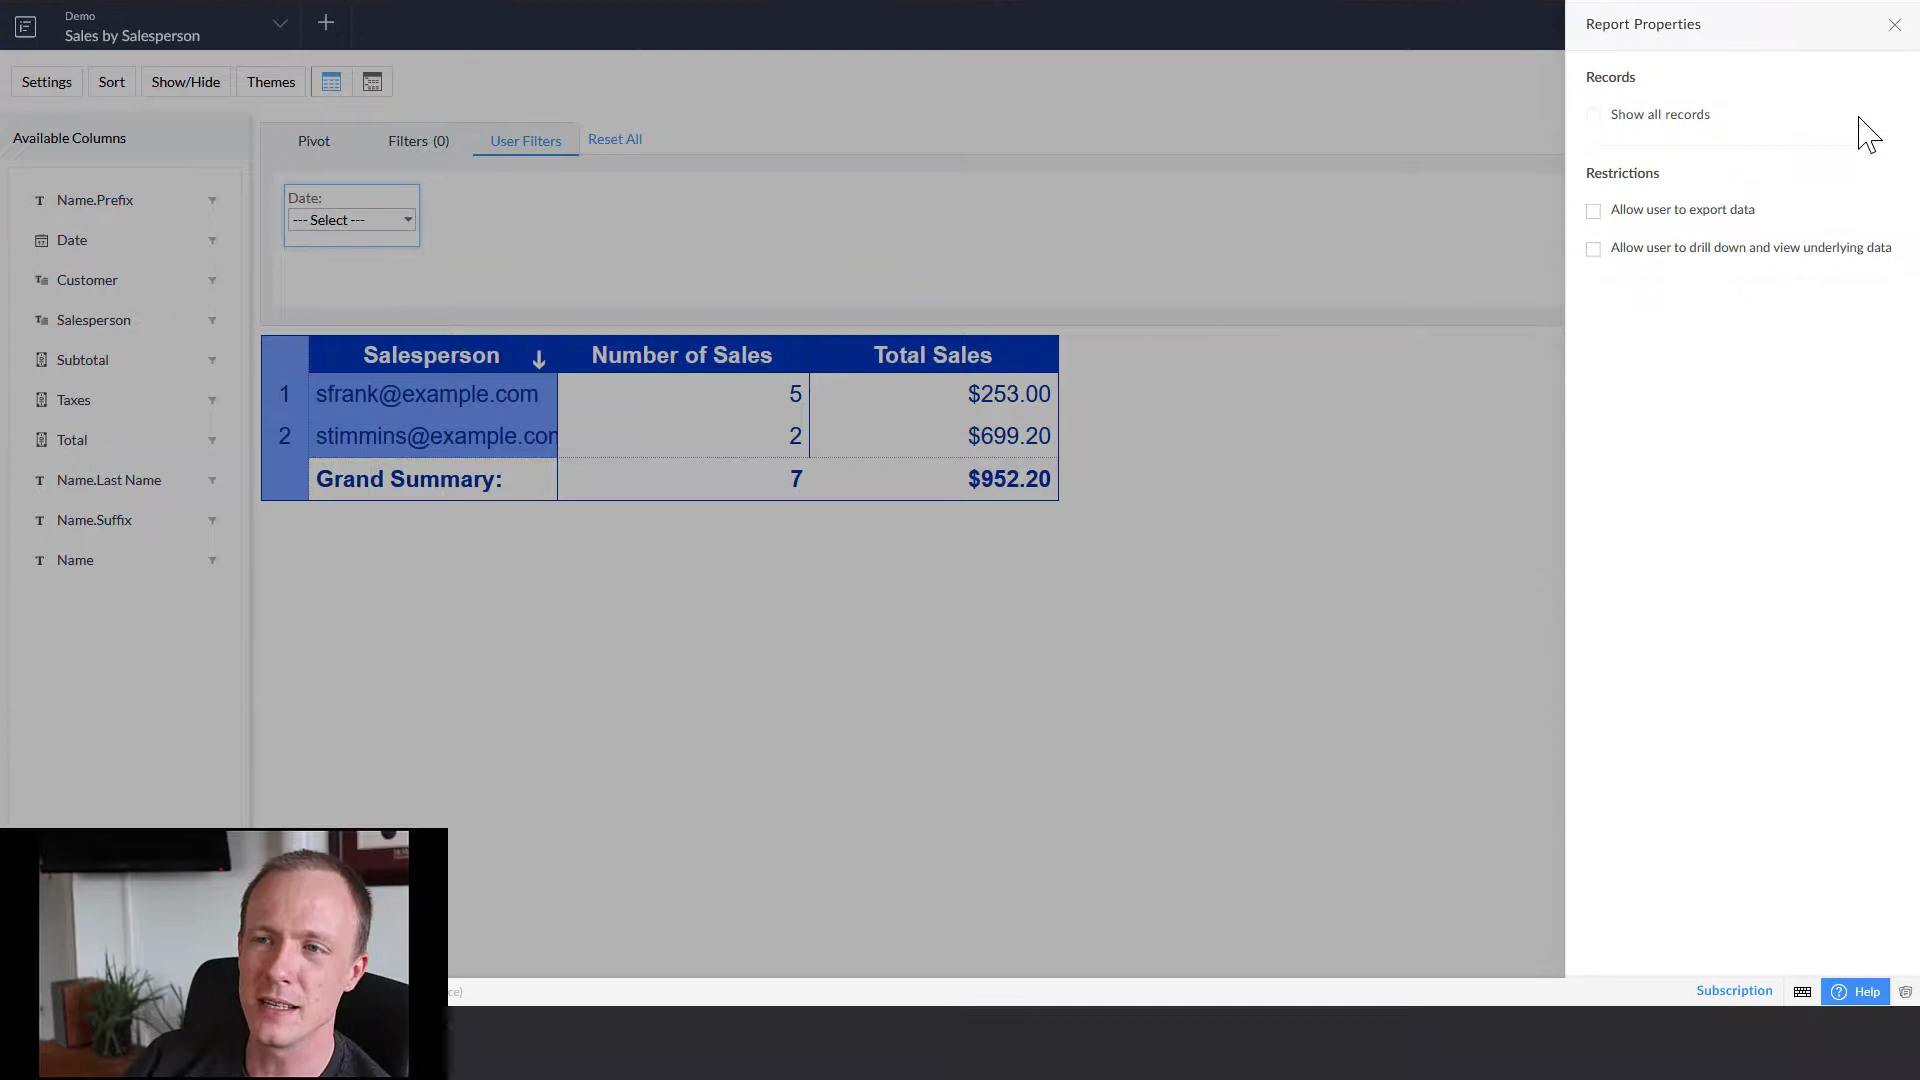 Demo
Sales by Salesperson
Report Properties
Settings
Sort
Show/Hide
Themes
Records
Show all records
Available Columns
Pivot
Filters (0)
User Filters
Reset All
Restrictions
Allow user to export data
Allow user to drill down and view underlying data
Date:
--- Select ---
T Name.Prefix
Date
Customer
Salesperson
Subtotal
Taxes
Total
T Name.Last Name
T Name.Suffix
T Name
Salesperson Number of Sales Total Sales
1 sfrank@example.com 5 $253.00
2 stimmins@example.com 2 $699.20
Grand Summary: 7 $952.20
ce)
Subscription
Help